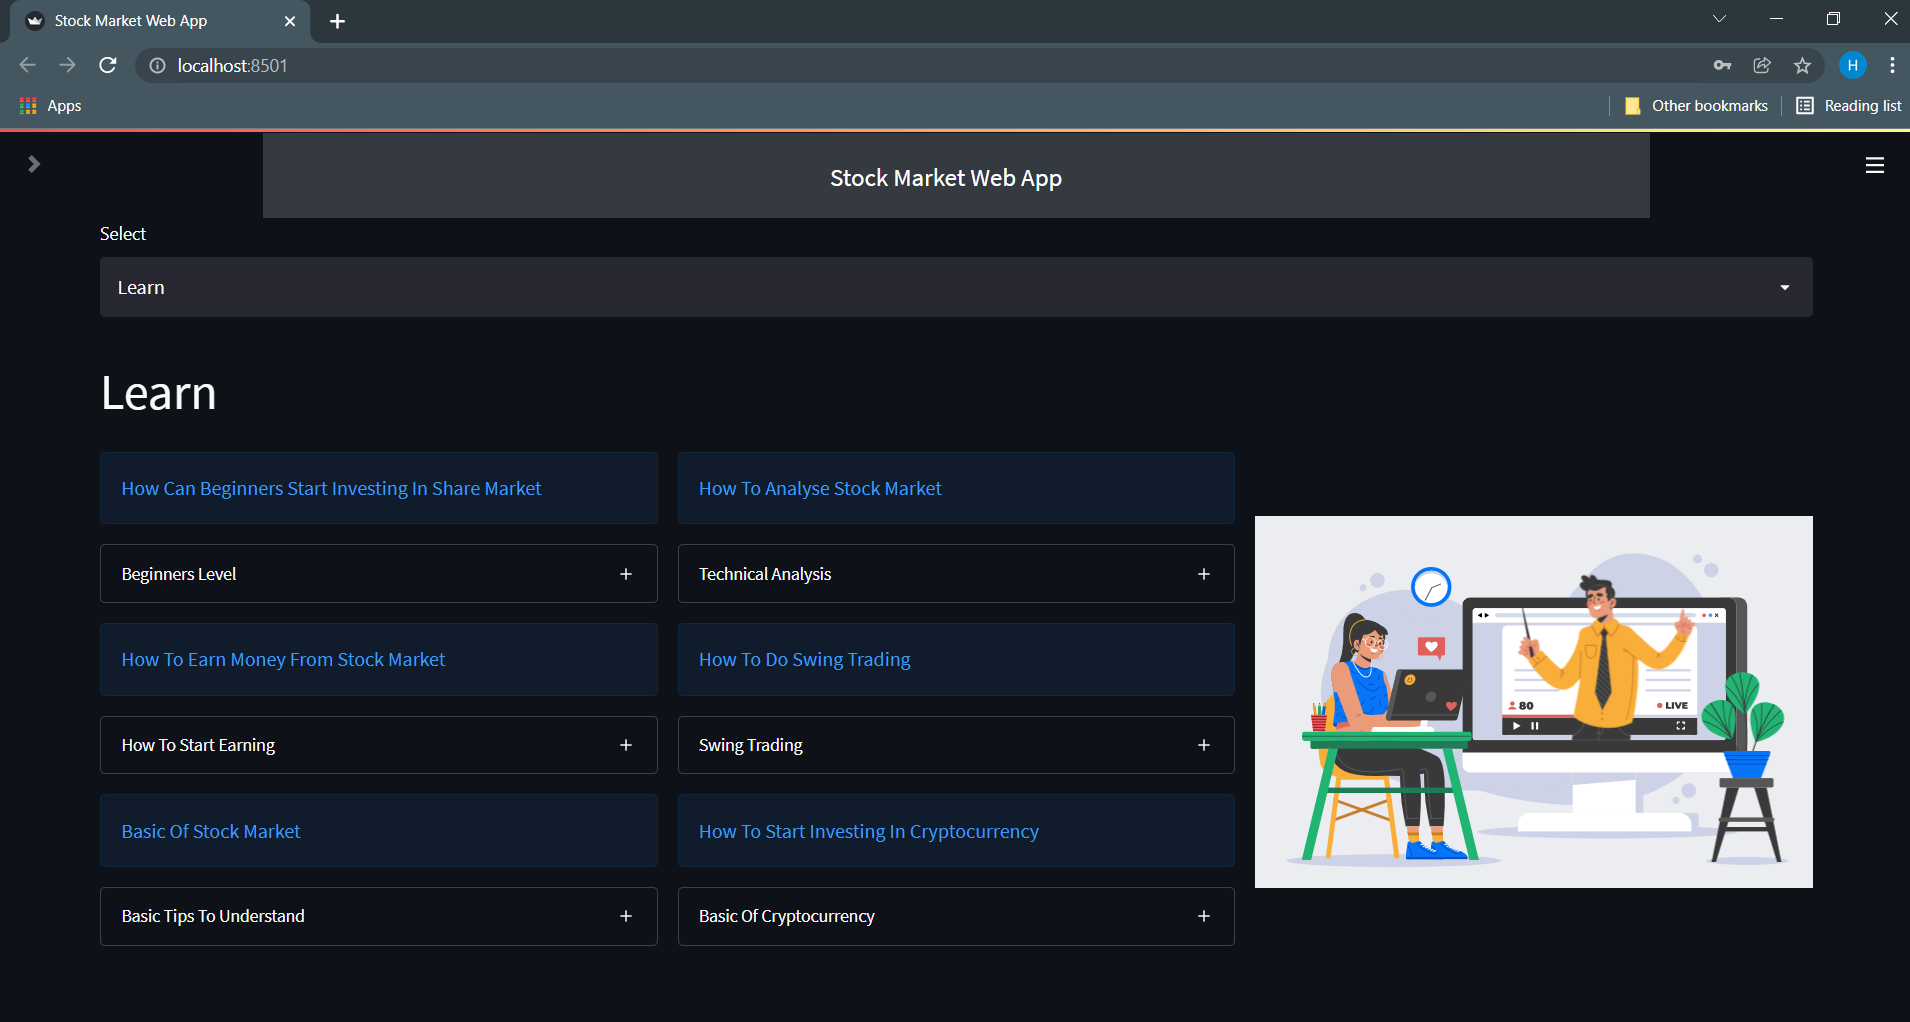 Stock Market Web App
localhost:8501
H
Apps
Other bookmarks
Reading list
Stock Market Web App
Select
Learn
Learn
How Can Beginners Start Investing In Share Market
How To Analyse Stock Market
Beginners Level
Technical Analysis
How To Earn Money From Stock Market
How To Do Swing Trading
How To Start Earning
Swing Trading
Basic Of Stock Market
How To Start Investing In Cryptocurrency
Basic Tips To Understand
Basic Of Cryptocurrency
80
LIVE